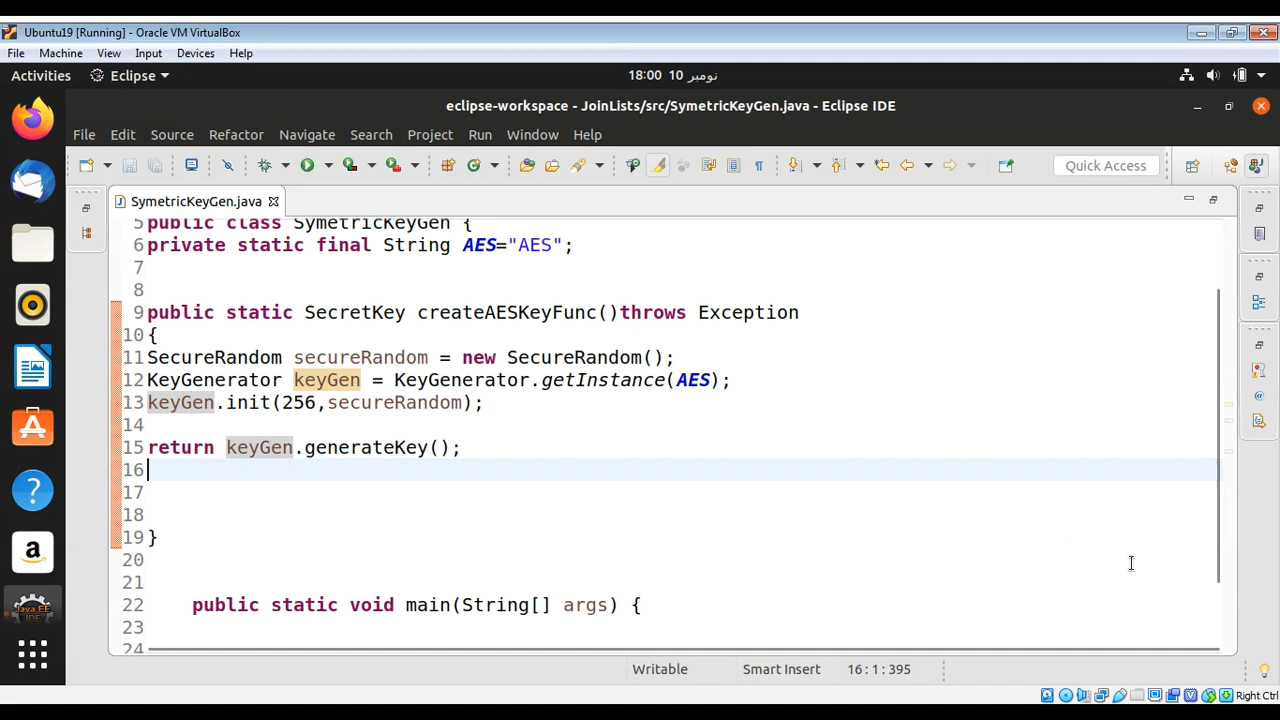 Ubuntu19 [Running] - Oracle VM VirtualBox
File Machine View Input Devices Help
Activities Eclipse 18:00 10 نومبر
eclipse-workspace - JoinLists/src/SymetricKeyGen.java - Eclipse IDE
File Edit Source Refactor Navigate Search Project Run Window Help
Quick Access
SymetricKeyGen.java
5 public class SymetricKeyGen {
6 private static final String AES="AES";
7
8
9 public static SecretKey createAESKeyFunc()throws Exception
10 {
11 SecureRandom secureRandom = new SecureRandom();
12 KeyGenerator keyGen = KeyGenerator.getInstance(AES);
13 keyGen.init(256,secureRandom);
14
15 return keyGen.generateKey();
16
17
18
19 }
20
21
22 public static void main(String[] args) {
23
24
Java EE
IDE
Writable Smart Insert 16:1:395
Right Ctrl